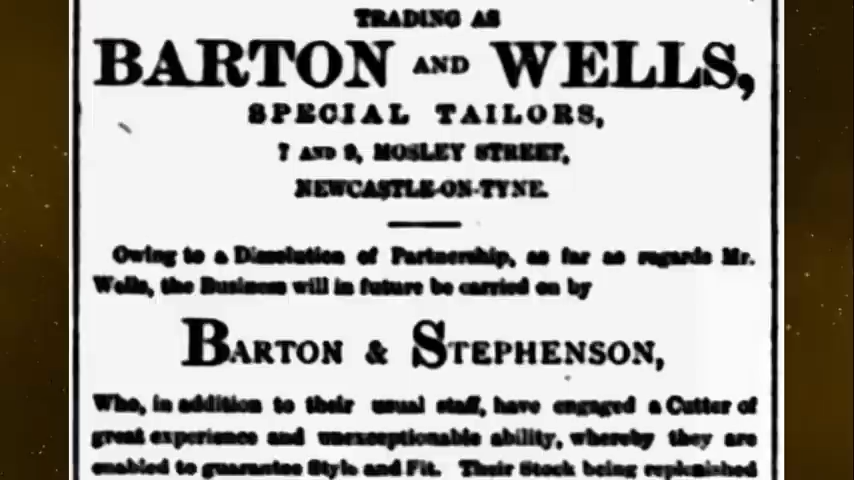 TRADING AS
BARTON AND WELLS,
SPECIAL TAILORS,
7 AND 9, MOSLEY STREET,
NEWCASTLE-ON-TYNE.
Owing to a Dissolution of Partnership, as far as regards Mr.
Wells, the Business will in future be carried on by
BARTON & STEPHENSON,
Who, in addition to their usual staff, have engaged a Cutter of
great experience and unexceptionable ability, whereby they are
enabled to guarantee Style and Fit. Their Stock being replenished